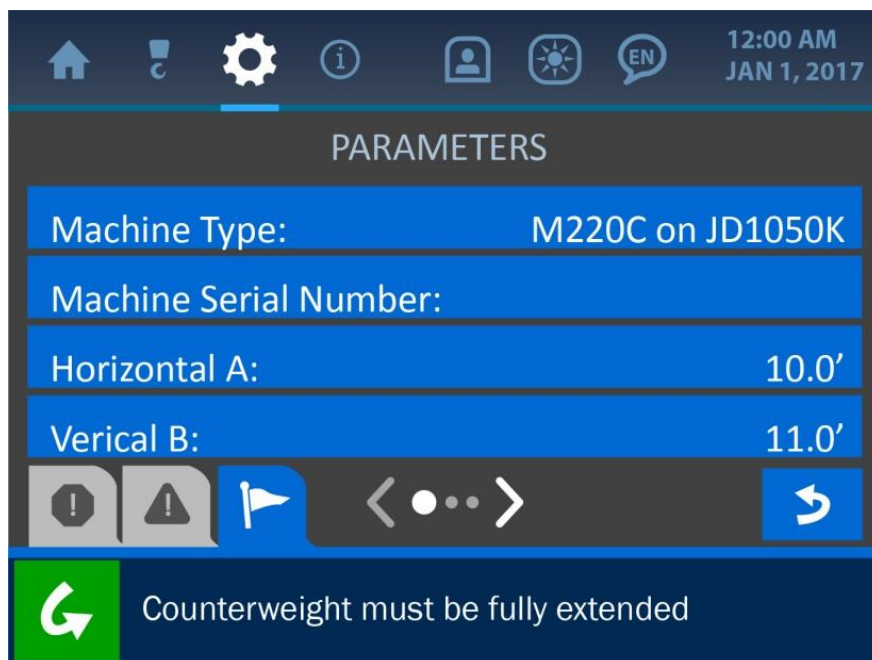 EN
12:00 AM
JAN 1, 2017
PARAMETERS
Machine Type: M220C on JD1050K
Machine Serial Number:
Horizontal A: 10.0’
Verical B: 11.0’
Counterweight must be fully extended